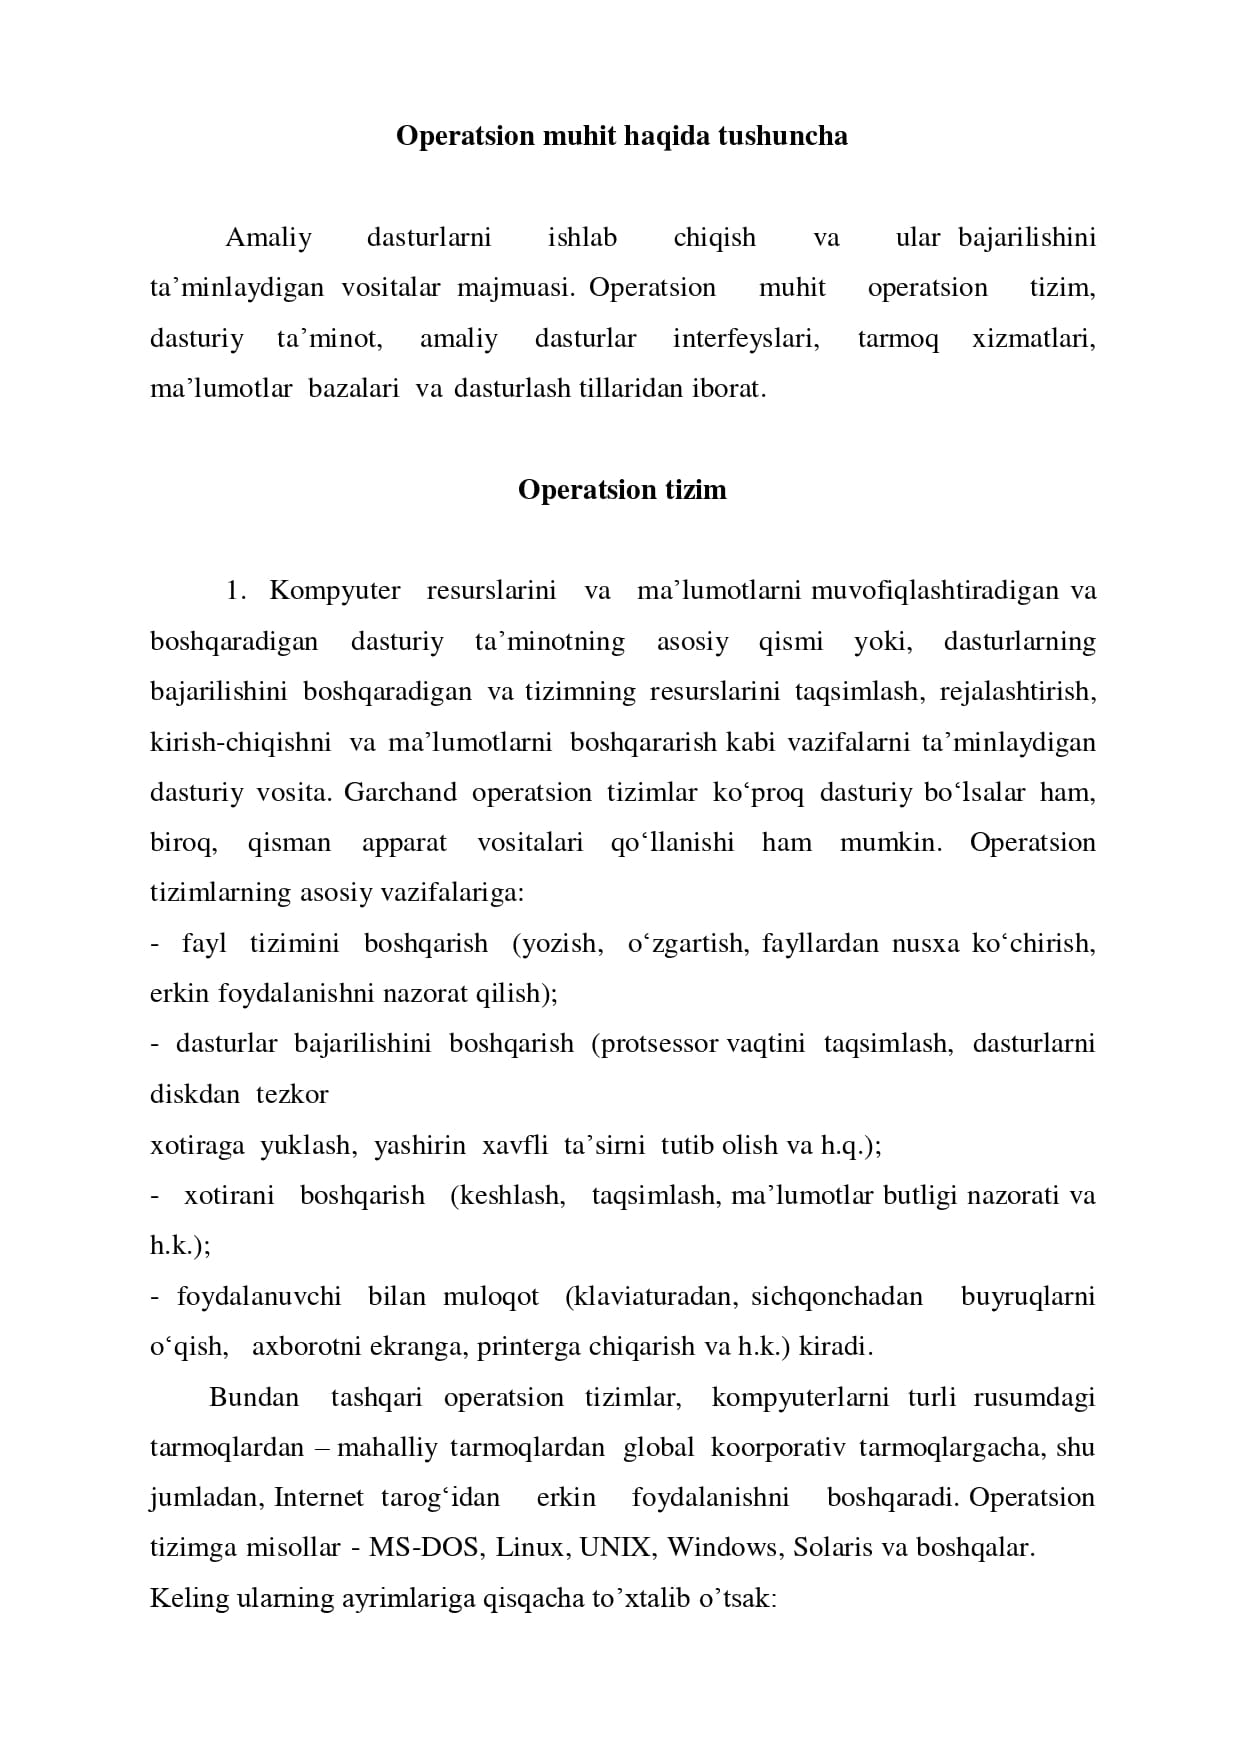 Operatsion muhit haqida tushuncha
Amaliy dasturlarni ishlab chiqish va ular bajarilishini
ta’minlaydigan vositalar majmuasi. Operatsion muhit operatsion tizim,
dasturiy ta’minot, amaliy dasturlar interfeyslari, tarmoq xizmatlari,
ma’lumotlar bazalari va dasturlash tillaridan iborat.
Operatsion tizim
1. Kompyuter resurslarini va ma’lumotlarni muvofiqlashtiradigan va
boshqaradigan dasturiy ta’minotning asosiy qismi yoki, dasturlarning
bajarilishini boshqaradigan va tizimning resurslarini taqsimlash, rejalashtirish,
kirish-chiqishni va ma’lumotlarni boshqararish kabi vazifalarni ta’minlaydigan
dasturiy vosita. Garchand operatsion tizimlar ko‘proq dasturiy bo‘lsalar ham,
biroq, qisman apparat vositalari qo‘llanishi ham mumkin. Operatsion
tizimlarning asosiy vazifalariga:
- fayl tizimini boshqarish (yozish, o‘zgartish, fayllardan nusxa ko‘chirish,
erkin foydalanishni nazorat qilish);
- dasturlar bajarilishini boshqarish (protsessor vaqtini taqsimlash, dasturlarni
diskdan tezkor
xotiraga yuklash, yashirin xavfli ta’sirni tutib olish va h.q.);
- xotirani boshqarish (keshlash, taqsimlash, ma’lumotlar butligi nazorati va
h.k.);
- foydalanuvchi bilan muloqot (klaviaturadan, sichqonchadan buyruqlarni
o‘qish, axborotni ekranga, printerga chiqarish va h.k.) kiradi.
Bundan tashqari operatsion tizimlar, kompyuterlarni turli rusumdagi
tarmoqlardan – mahalliy tarmoqlardan global koorporativ tarmoqlargacha, shu
jumladan, Internet tarog‘idan erkin foydalanishni boshqaradi. Operatsion
tizimga misollar - MS-DOS, Linux, UNIX, Windows, Solaris va boshqalar.
Keling ularning ayrimlariga qisqacha to’xtalib o’tsak: